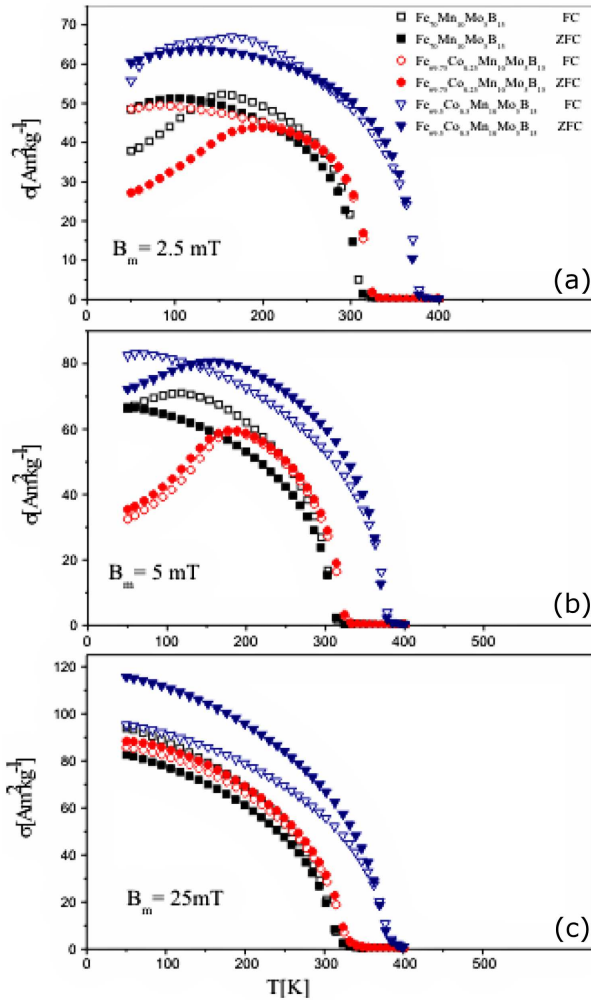 70
Fe70Mn10Mo5B15 FC
Fe70Mn10Mo5B15 ZFC
60
Fe69.75Co0.25Mn10Mo5B15 FC
Fe69.75Co0.25Mn10Mo5B15 ZFC
50
Fe69.5Co0.5Mn10Mo5B15 FC
Fe69.5Co0.5Mn10Mo5B15 ZFC
40
σ[Am²kg⁻¹]
30
20
10
0
Bm= 2.5 mT
(a)
0 100 200 300 400 500
80
60
σ[Am²kg⁻¹]
40
20
0
Bm= 5 mT
(b)
0 100 200 300 400 500
120
100
80
σ[Am²kg⁻¹]
60
40
20
0
Bm= 25mT
(c)
0 100 200 300 400 500
T[K]